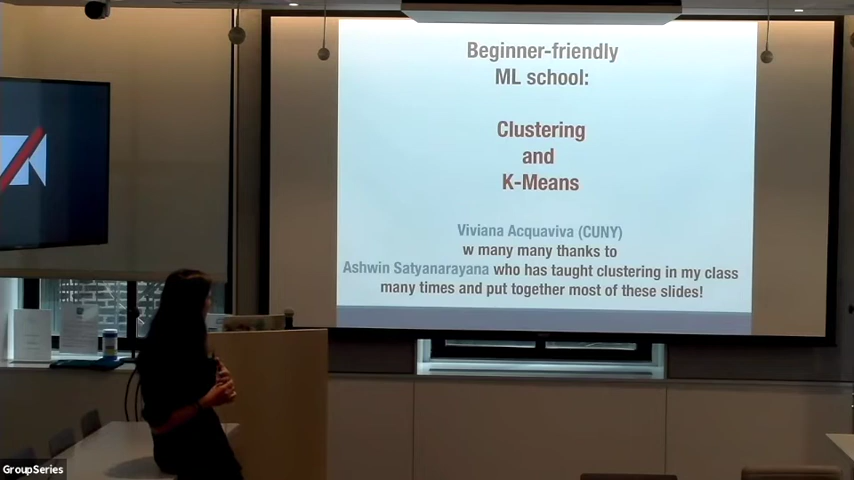 Beginner-friendly
ML school:
Clustering
and
K-Means
Viviana Acquaviva (CUNY)
w many many thanks to
Ashwin Satyanarayana who has taught clustering in my class
many times and put together most of these slides!
GroupSeries